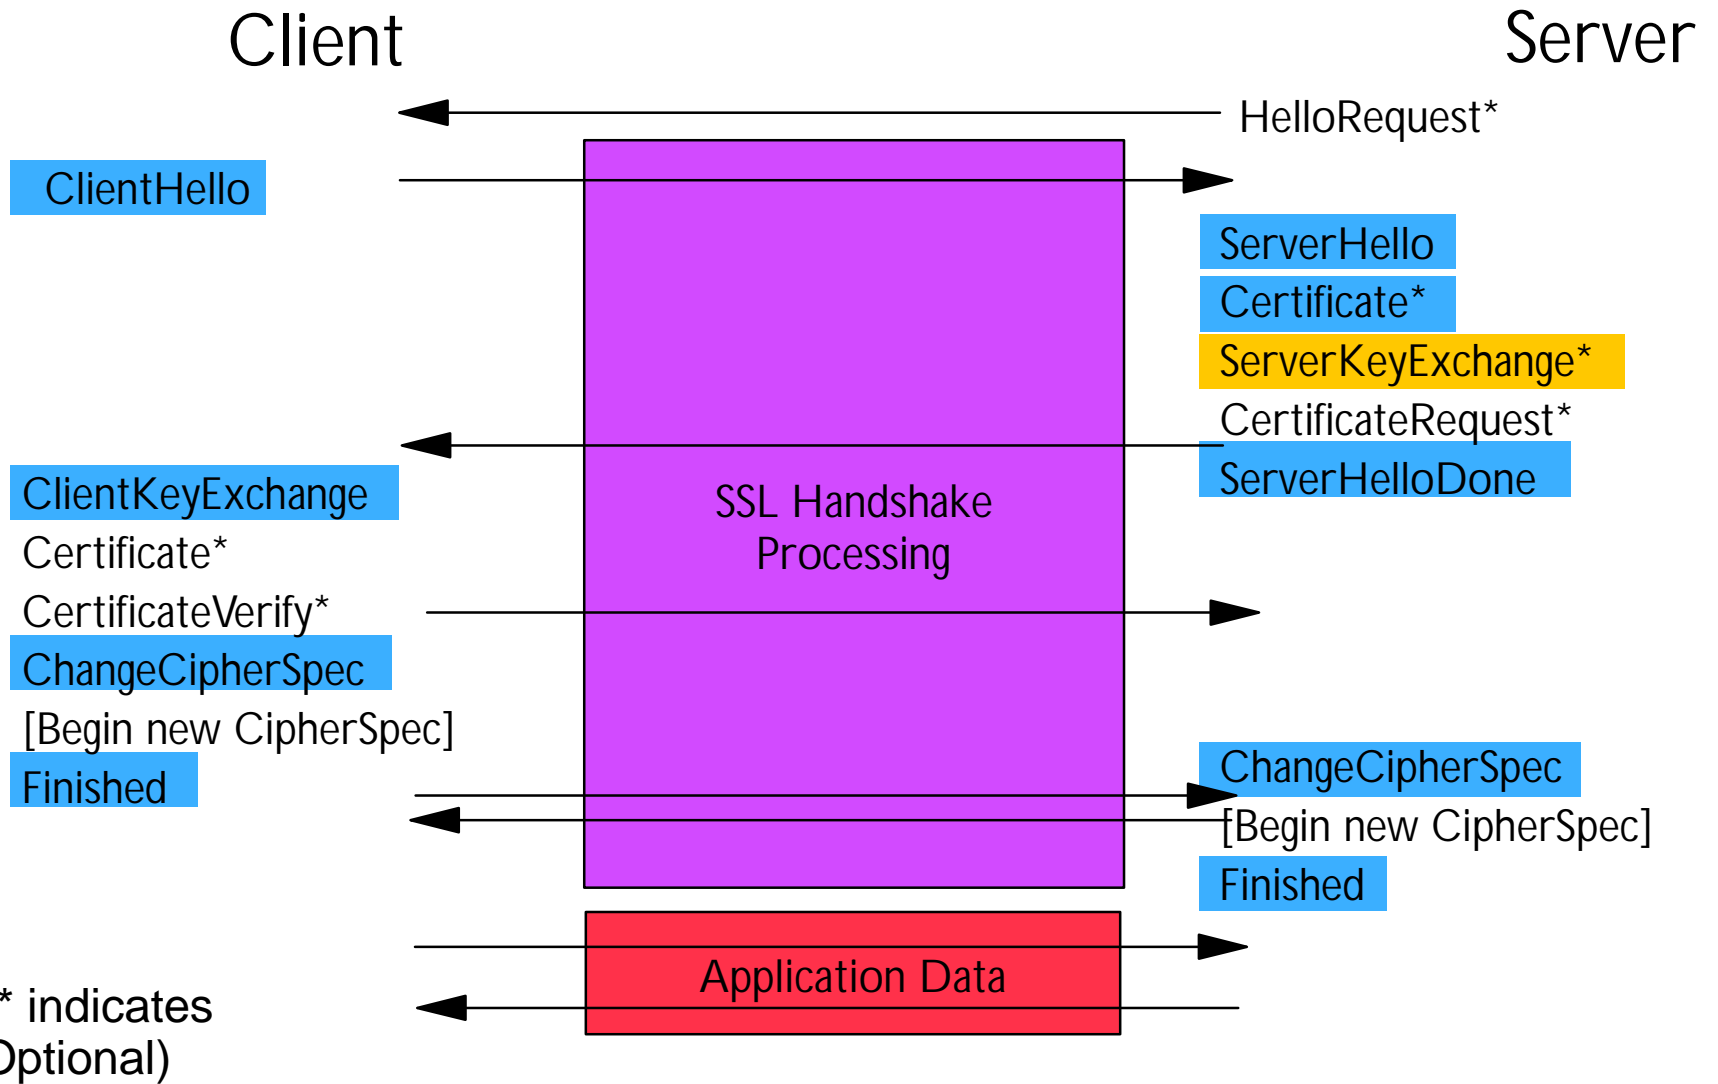 Client
Server
HelloRequest*
ClientHello
ServerHello
Certificate*
ServerKeyExchange*
CertificateRequest*
ServerHelloDone
ClientKeyExchange
Certificate*
CertificateVerify*
ChangeCipherSpec
[Begin new CipherSpec]
Finished
SSL Handshake
Processing
ChangeCipherSpec
[Begin new CipherSpec]
Finished
Application Data
* indicates
Optional)